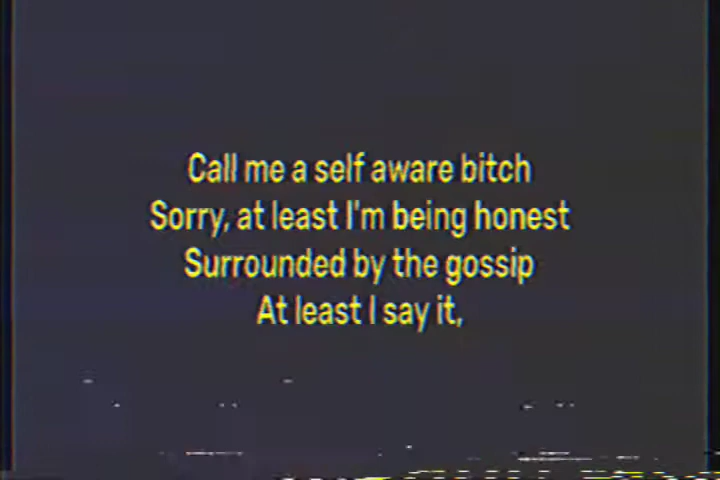 Call me a self aware bitch
Sorry, at least I'm being honest
Surrounded by the gossip
At least I say it,